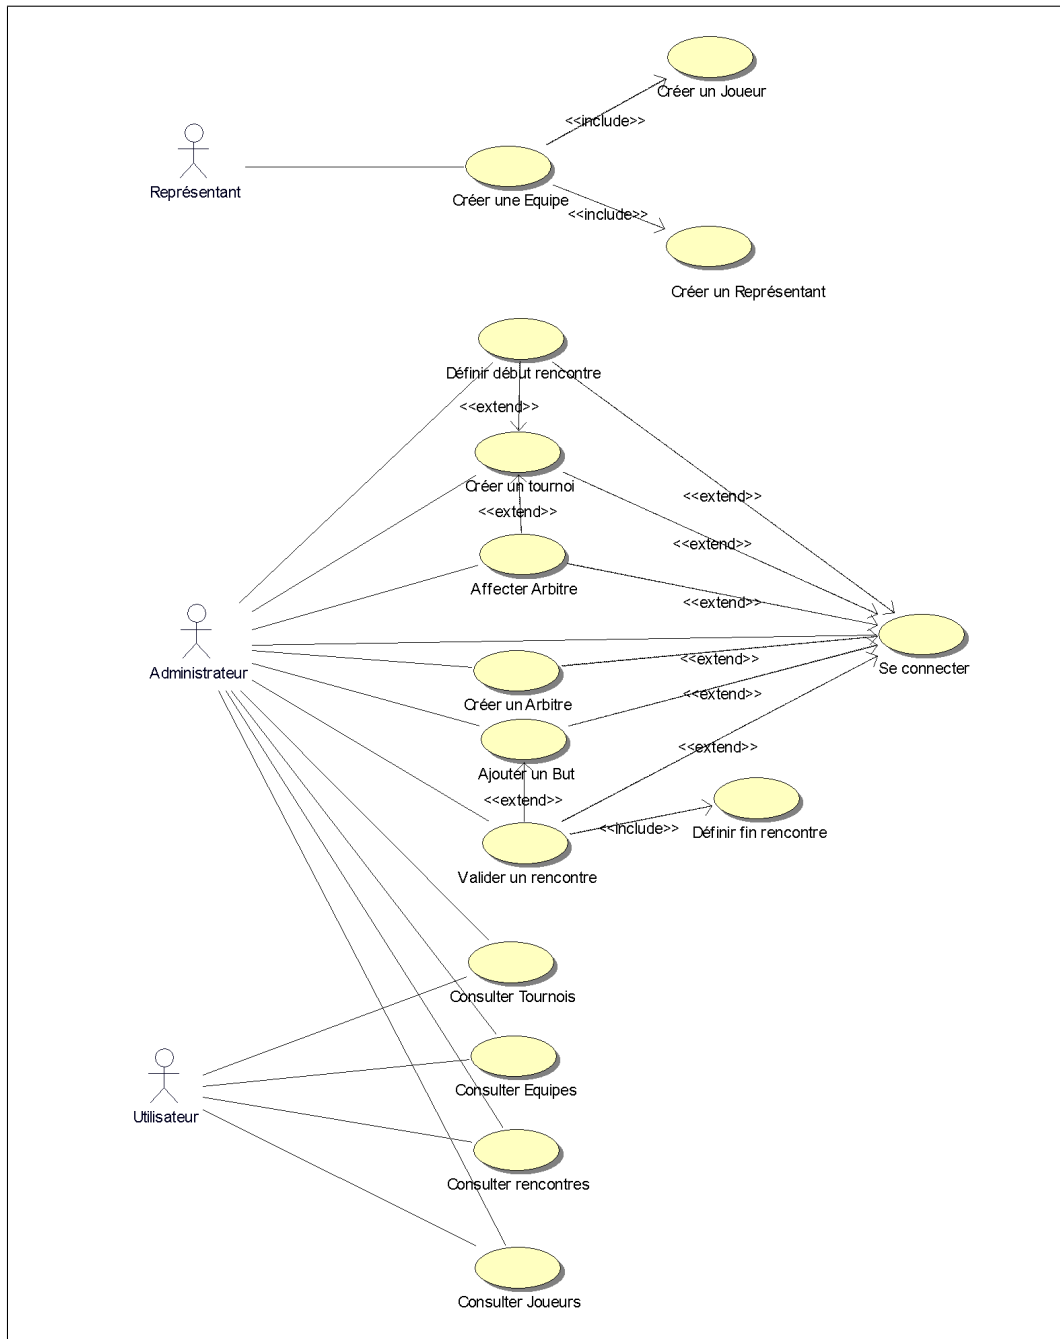 Créer un Joueur
<<include>>
Représentant
Créer une Equipe
<<include>>
Créer un Représentant
Définir début rencontre
<<extend>>
Créer un tournoi
<<extend>>
<<extend>>
<<extend>>
Affecter Arbitre
<<extend>>
Administrateur
<<extend>>
Se connecter
Créer un Arbitre
<<extend>>
Ajouter un But
<<extend>>
<<extend>>
<<include>>
Définir fin rencontre
Valider un rencontre
Consulter Tournois
Consulter Equipes
Utilisateur
Consulter rencontres
Consulter Joueurs